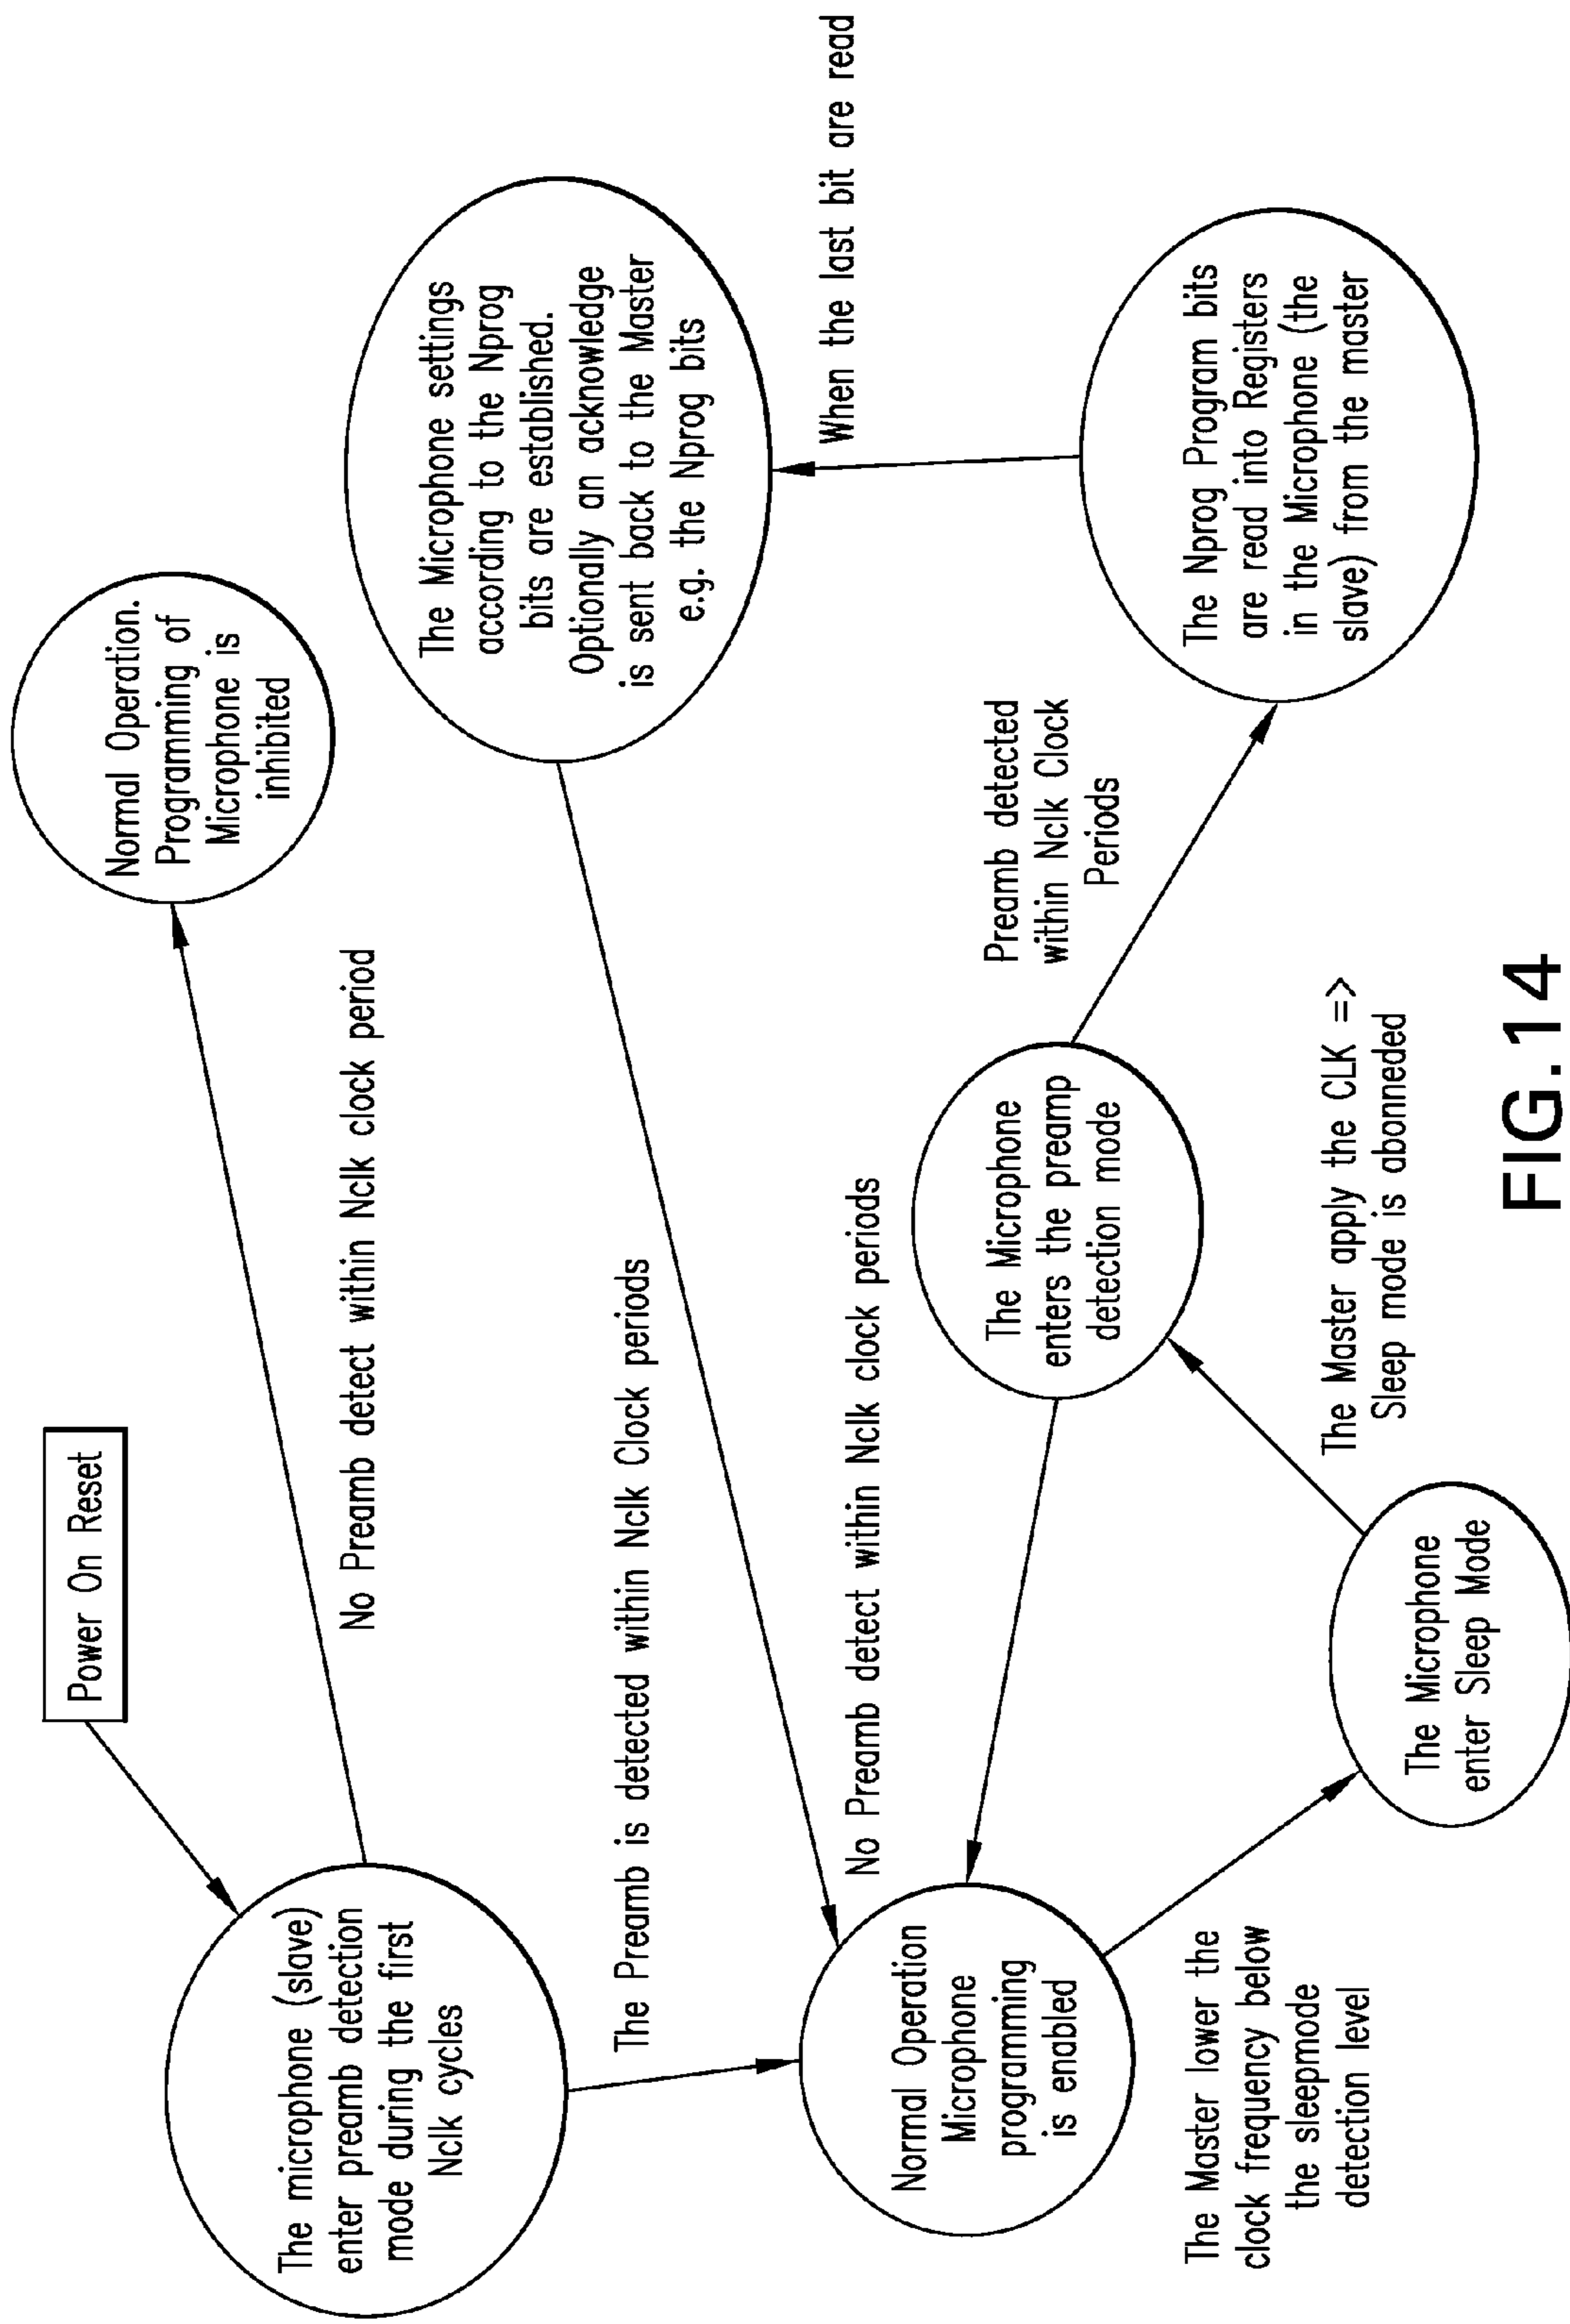 Power On Reset
The microphone (slave)
enter preamb detection
mode during the first
Nclk cycles
No Preamb detect within Nclk clock period
Normal Operation.
Programming of
Microphone is
inhibited
The Preamb is detected within Nclk Clock periods
The Microphone settings
according to the Nprog
bits are established.
Optionally an acknowledge
is sent back to the Master
e.g. the Nprog bits
When the last bit are read
No Preamb detect within Nclk clock periods
Normal Operation
Microphone
programming
is enabled
The Microphone
enters the preamp
detection mode
Preamb detected
within Nclk Clock
Periods
The Nprog Program bits
are read into Registers
in the Microphone (the
slave) from the master
The Master lower the
clock frequency below
the sleepmode
detection level
The Microphone
enter Sleep Mode
The Master apply the CLK =>
Sleep mode is abonneded
FIG.14